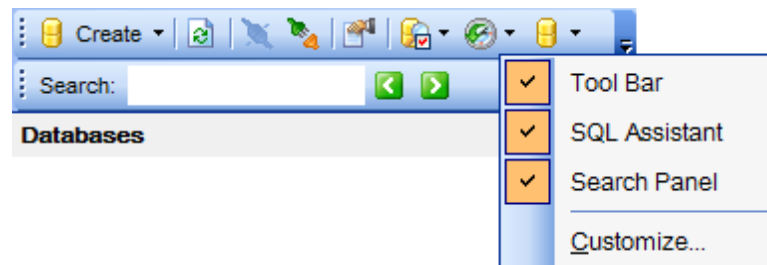 Create
Search:
Tool Bar
Databases
SQL Assistant
Search Panel
Customize...